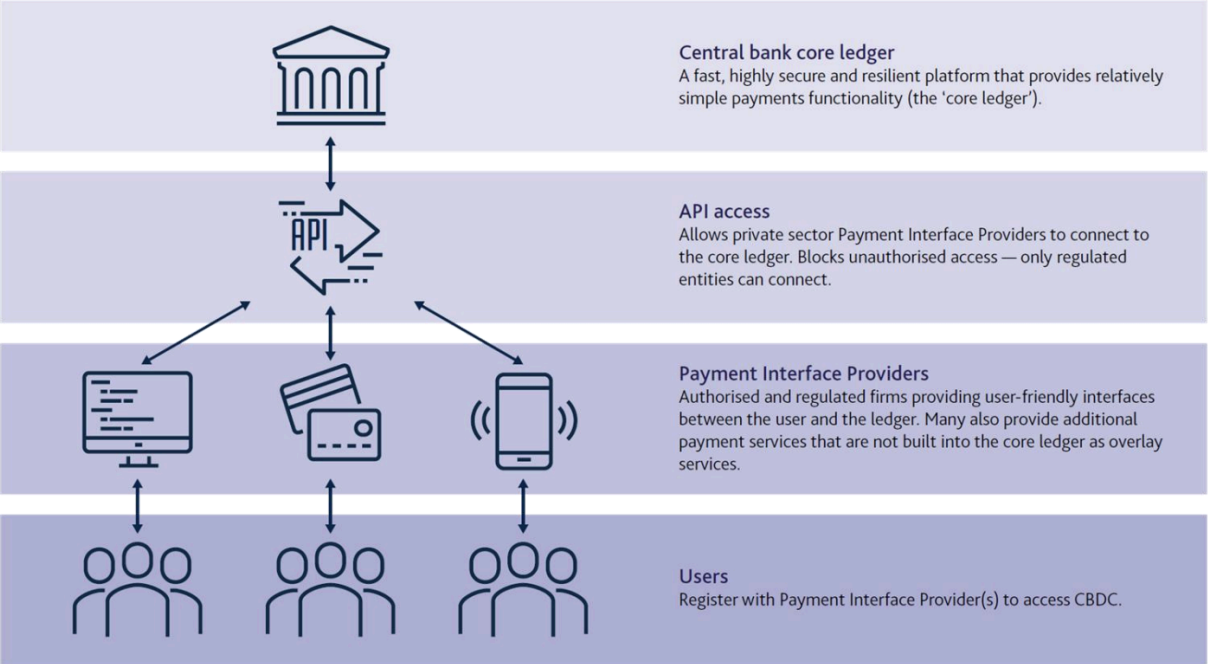 Central bank core ledger
A fast, highly secure and resilient platform that provides relatively
simple payments functionality (the ‘core ledger’).
API
API access
Allows private sector Payment Interface Providers to connect to
the core ledger. Blocks unauthorised access — only regulated
entities can connect.
Payment Interface Providers
Authorised and regulated firms providing user-friendly interfaces
between the user and the ledger. Many also provide additional
payment services that are not built into the core ledger as overlay
services.
Users
Register with Payment Interface Provider(s) to access CBDC.